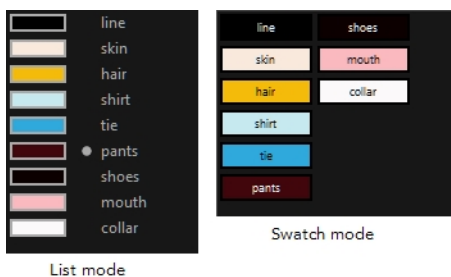 line
skin
hair
shirt
tie
pants
shoes
mouth
collar
List mode
line shoes
skin mouth
hair collar
shirt
tie
pants
Swatch mode